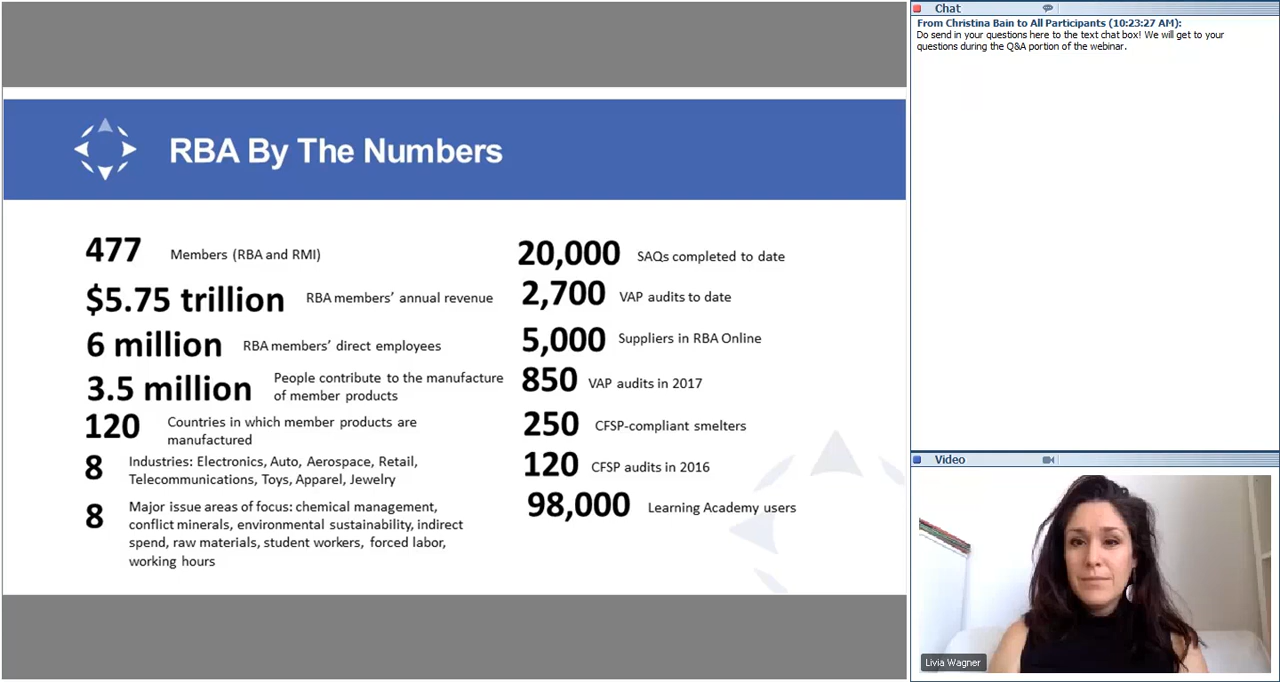 RBA By The Numbers
477 Members (RBA and RMI)
$5.75 trillion RBA members' annual revenue
6 million RBA members' direct employees
3.5 million People contribute to the manufacture
of member products
120 Countries in which member products are
manufactured
8 Industries: Electronics, Auto, Aerospace, Retail,
Telecommunications, Toys, Apparel, Jewelry
8 Major issue areas of focus: chemical management,
conflict minerals, environmental sustainability, indirect
spend, raw materials, student workers, forced labor,
working hours
20,000 SAQs completed to date
2,700 VAP audits to date
5,000 Suppliers in RBA Online
850 VAP audits in 2017
250 CFSP-compliant smelters
120 CFSP audits in 2016
98,000 Learning Academy users
Chat
From Christina Bain to All Participants (10:23:27 AM):
Do send in your questions here to the text chat box! We will get to your
questions during the Q&A portion of the webinar.
Video
Livia Wagner